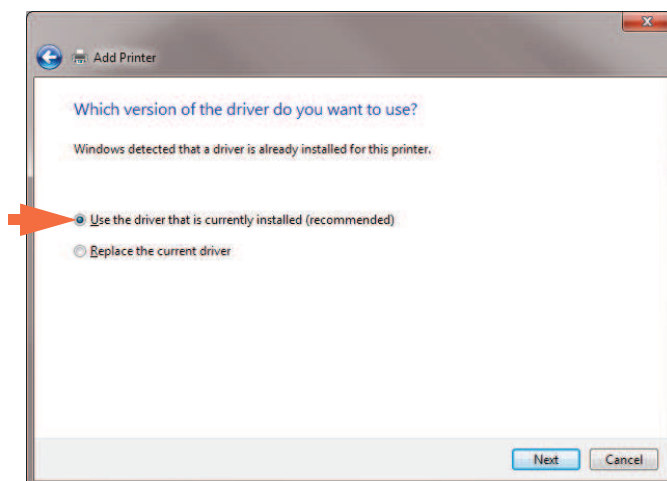 Add Printer
Which version of the driver do you want to use?
Windows detected that a driver is already installed for this printer.
Use the driver that is currently installed (recommended)
Replace the current driver
Next Cancel